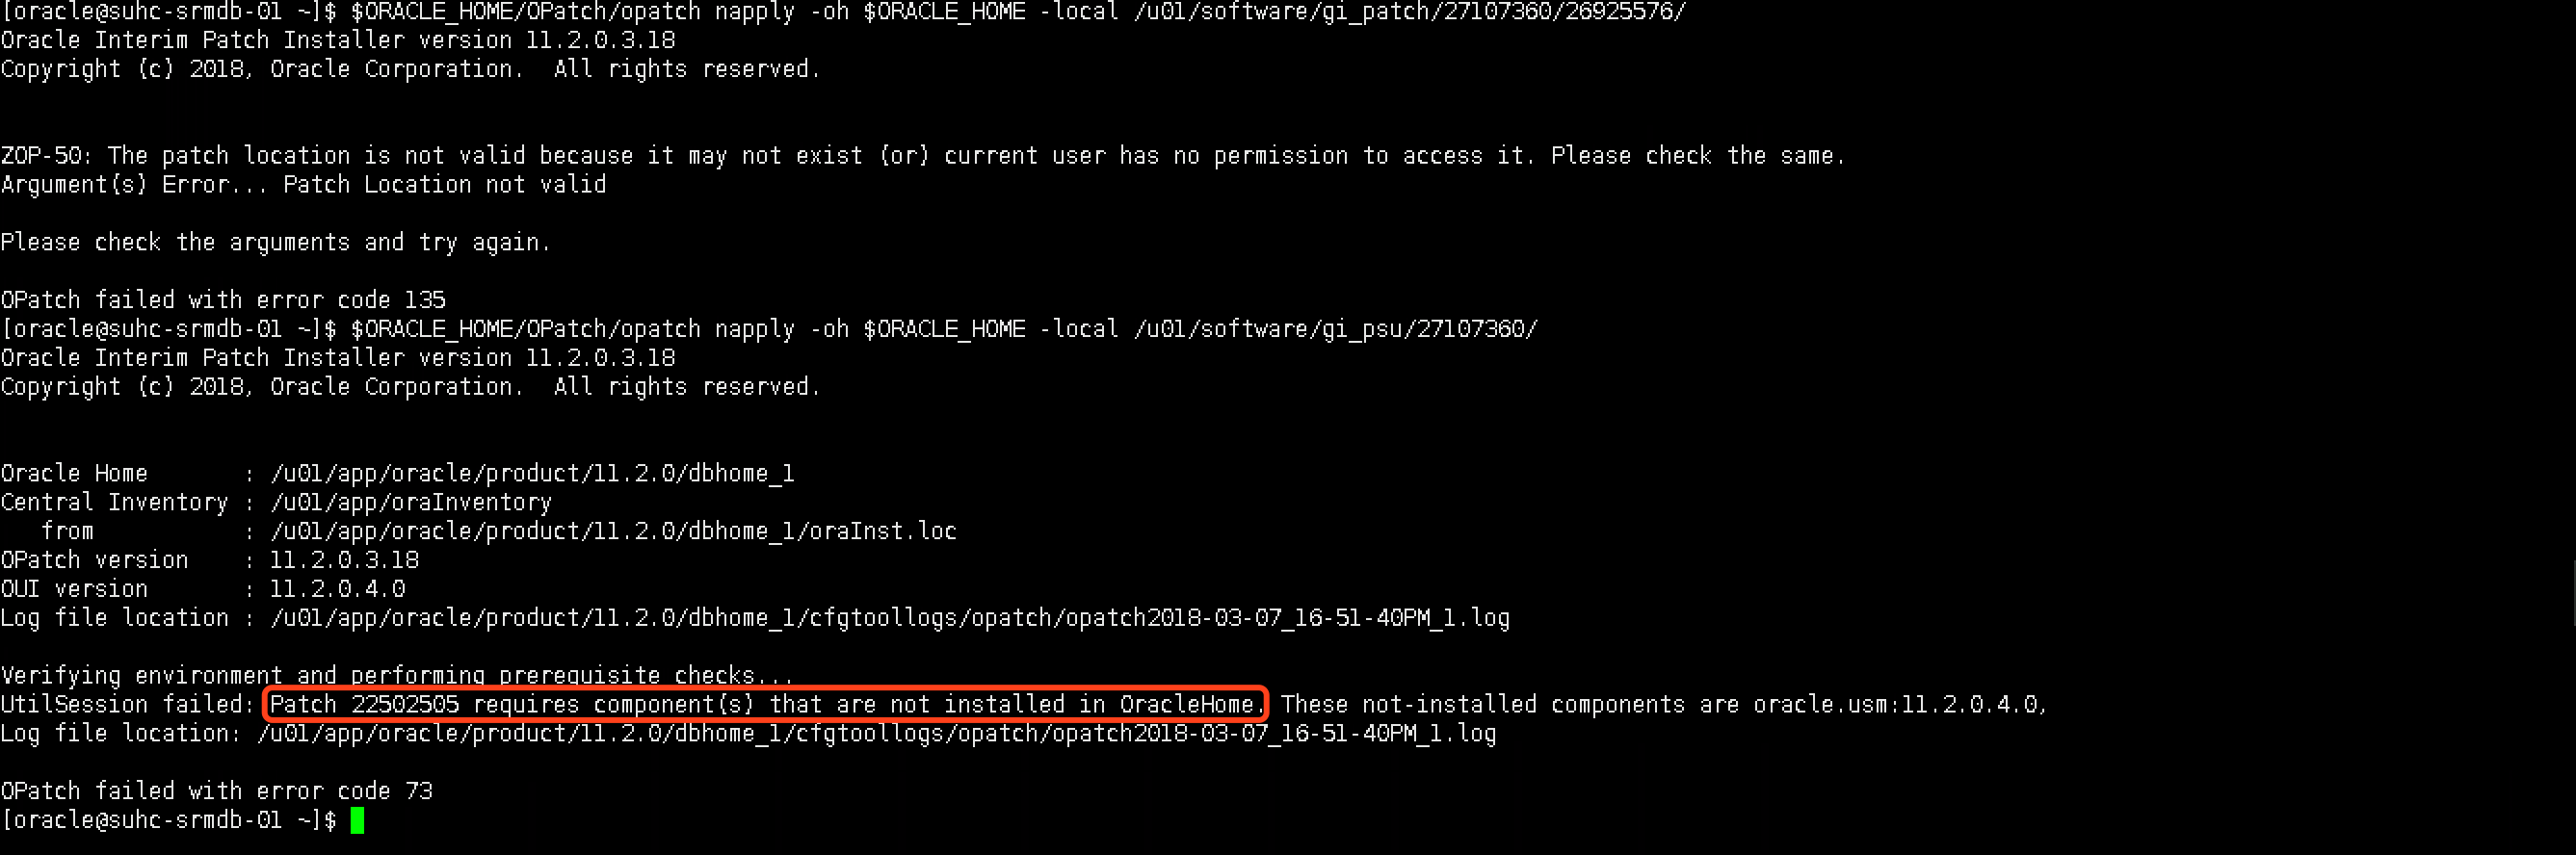 [oracle@suhc-srmdb-01 ~]$ $ORACLE_HOME/OPatch/opatch napply -oh $ORACLE_HOME -local /u01/software/gi_patch/27107360/26925576/
Oracle Interim Patch Installer version 11.2.0.3.18
Copyright (c) 2018, Oracle Corporation.  All rights reserved.
ZOP-50: The patch location is not valid because it may not exist (or) current user has no permission to access it. Please check the same.
Argument(s) Error... Patch Location not valid
Please check the arguments and try again.
OPatch failed with error code 135
[oracle@suhc-srmdb-01 ~]$ $ORACLE_HOME/OPatch/opatch napply -oh $ORACLE_HOME -local /u01/software/gi_psu/27107360/
Oracle Interim Patch Installer version 11.2.0.3.18
Copyright (c) 2018, Oracle Corporation.  All rights reserved.
Oracle Home       : /u01/app/oracle/product/11.2.0/dbhome_1
Central Inventory : /u01/app/oraInventory
   from           : /u01/app/oracle/product/11.2.0/dbhome_1/oraInst.loc
OPatch version    : 11.2.0.3.18
OUI version       : 11.2.0.4.0
Log file location : /u01/app/oracle/product/11.2.0/dbhome_1/cfgtoollogs/opatch/opatch2018-03-07_16-51-40PM_1.log
Verifying environment and performing prerequisite checks...
UtilSession failed: Patch 22502505 requires component(s) that are not installed in OracleHome. These not-installed components are oracle.usm:11.2.0.4.0,
Log file location: /u01/app/oracle/product/11.2.0/dbhome_1/cfgtoollogs/opatch/opatch2018-03-07_16-51-40PM_1.log
OPatch failed with error code 73
[oracle@suhc-srmdb-01 ~]$